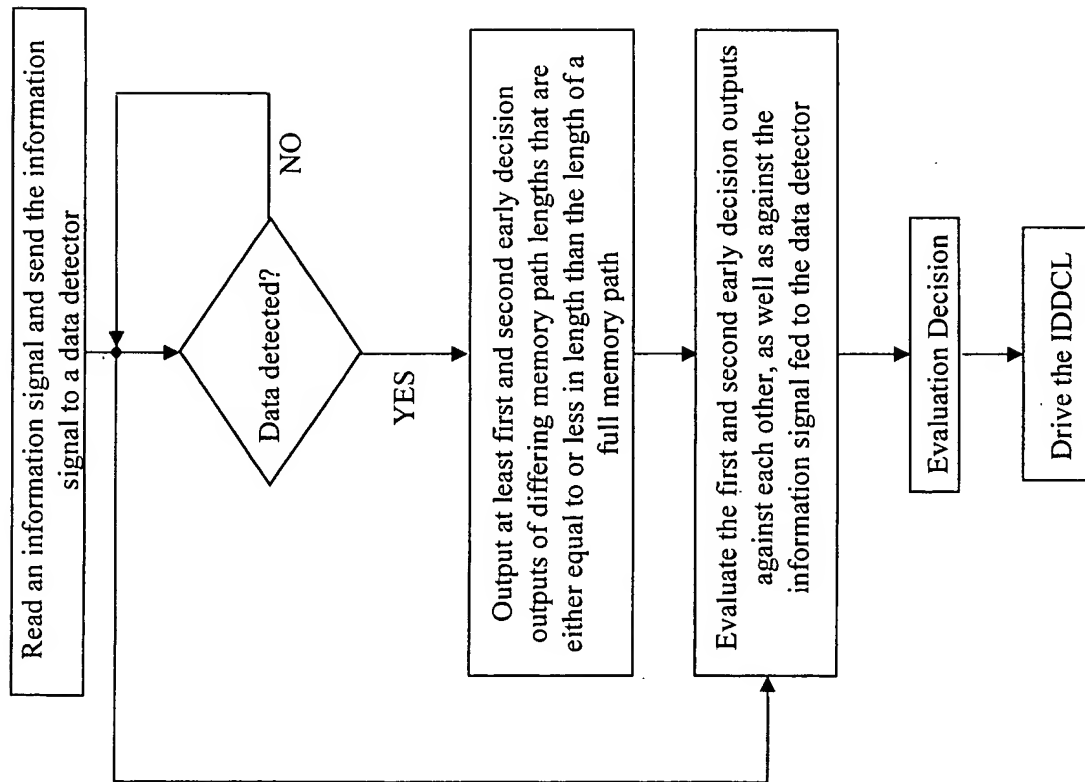 Read an information signal and send the information
signal to a data detector
Data detected?
NO
YES
Output at least first and second early decision
outputs of differing memory path lengths that are
either equal to or less in length than the length of a
full memory path
Evaluate the first and second early decision outputs
against each other, as well as against the
information signal fed to the data detector
Evaluation Decision
Drive the IDDCL